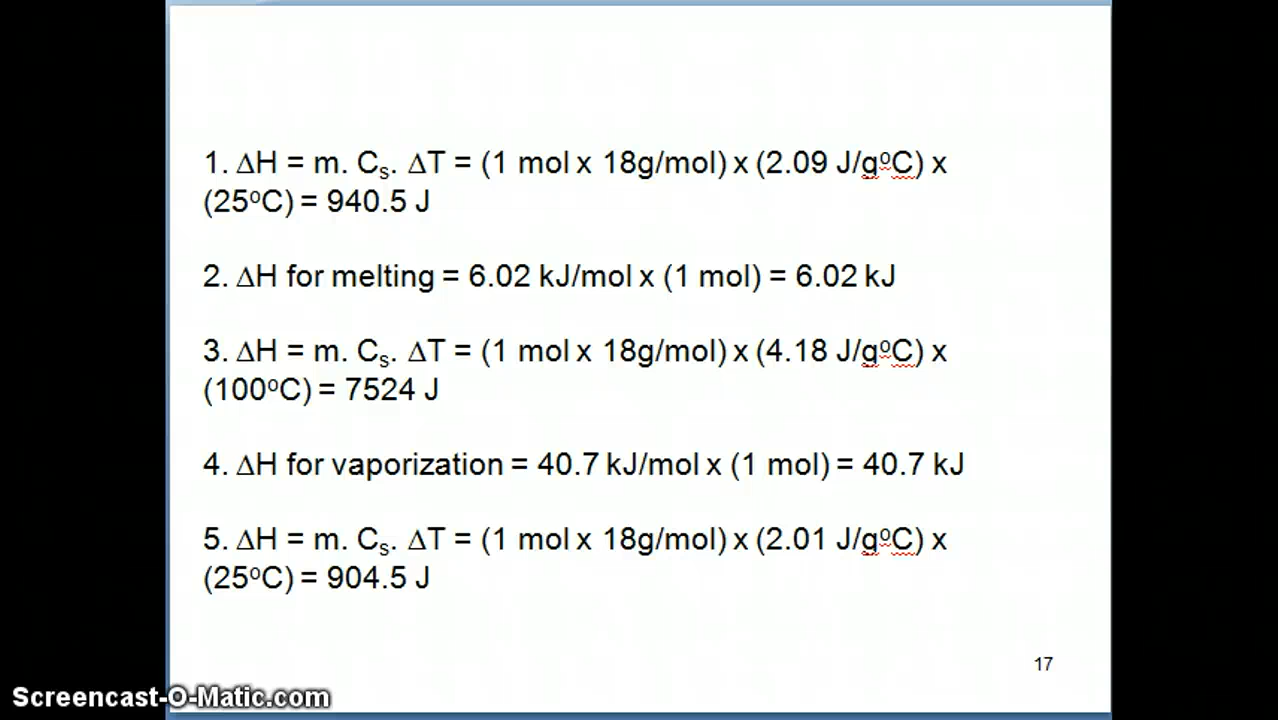 1. ΔH = m. Cₛ. ΔT = (1 mol x 18g/mol) x (2.09 J/gºC) x
(25ºC) = 940.5 J
2. ΔH for melting = 6.02 kJ/mol x (1 mol) = 6.02 kJ
3. ΔH = m. Cₛ. ΔT = (1 mol x 18g/mol) x (4.18 J/gºC) x
(100ºC) = 7524 J
4. ΔH for vaporization = 40.7 kJ/mol x (1 mol) = 40.7 kJ
5. ΔH = m. Cₛ. ΔT = (1 mol x 18g/mol) x (2.01 J/gºC) x
(25ºC) = 904.5 J
17
Screencast-O-Matic.com